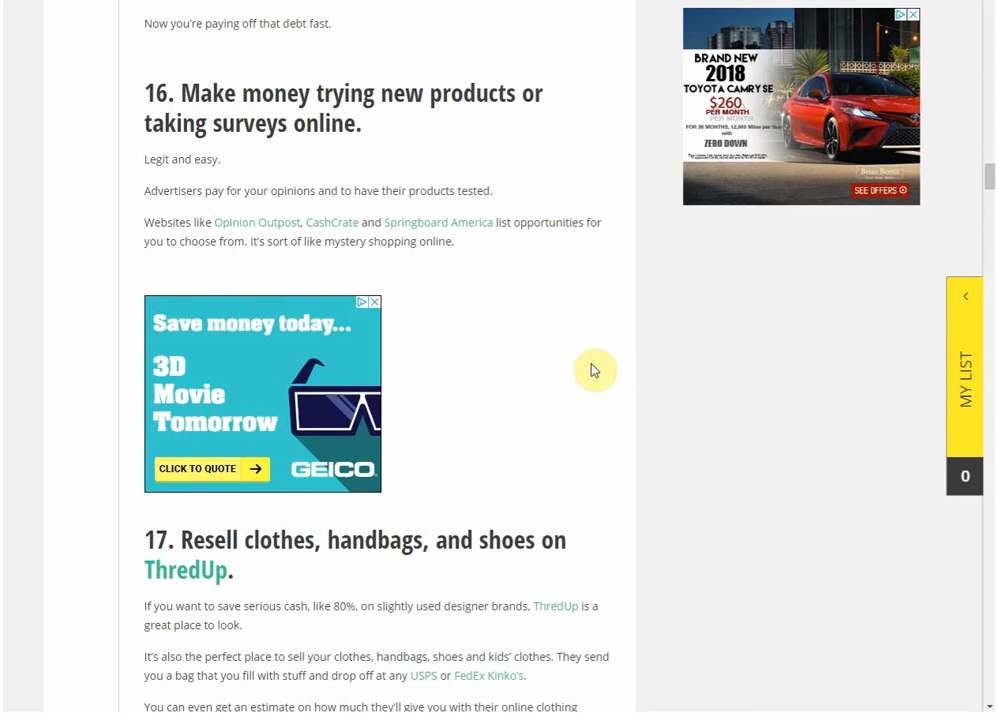 Now you're paying off that debt fast.
16. Make money trying new products or
taking surveys online.
Legit and easy.
Advertisers pay for your opinions and to have their products tested.
Websites like Opinion Outpost, CashCrate and Springboard America list opportunities for
you to choose from. It's sort of like mystery shopping online.
Save money today...
3D
Movie
Tomorrow
CLICK TO QUOTE
GEICO
17. Resell clothes, handbags, and shoes on
ThredUp.
If you want to save serious cash, like 80%, on slightly used designer brands, ThredUp is a
great place to look.
It's also the perfect place to sell your clothes, handbags, shoes and kids' clothes. They send
you a bag that you fill with stuff and drop off at any USPS or FedEx Kinko's.
You can even get an estimate on how much they'll give you with their online clothing
BRAND NEW
2018
TOYOTA CAMRY SE
$260
PER MONTH
PER MONTH
FOR 36 MONTHS, 12,000 Miles per Year
with
ZERO DOWN
SEE OFFERS
MY LIST
0